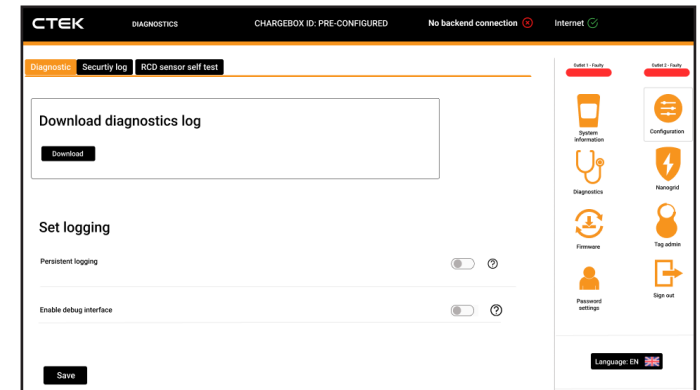 CTEK
DIAGNOSTICS
CHARGEBOX ID: PRE-CONFIGURED
No backend connection
Internet
Diagnostic
Securtiy log
RCD sensor self test
Download diagnostics log
Download
Set logging
Persistent logging
?
Enable debug interface
?
Save
Outlet 1 - Faulty
Outlet 2 - Faulty
System
information
Configuration
Diagnostics
Nanogrid
Firmware
Tag admin
Password
settings
Sign out
Language: EN